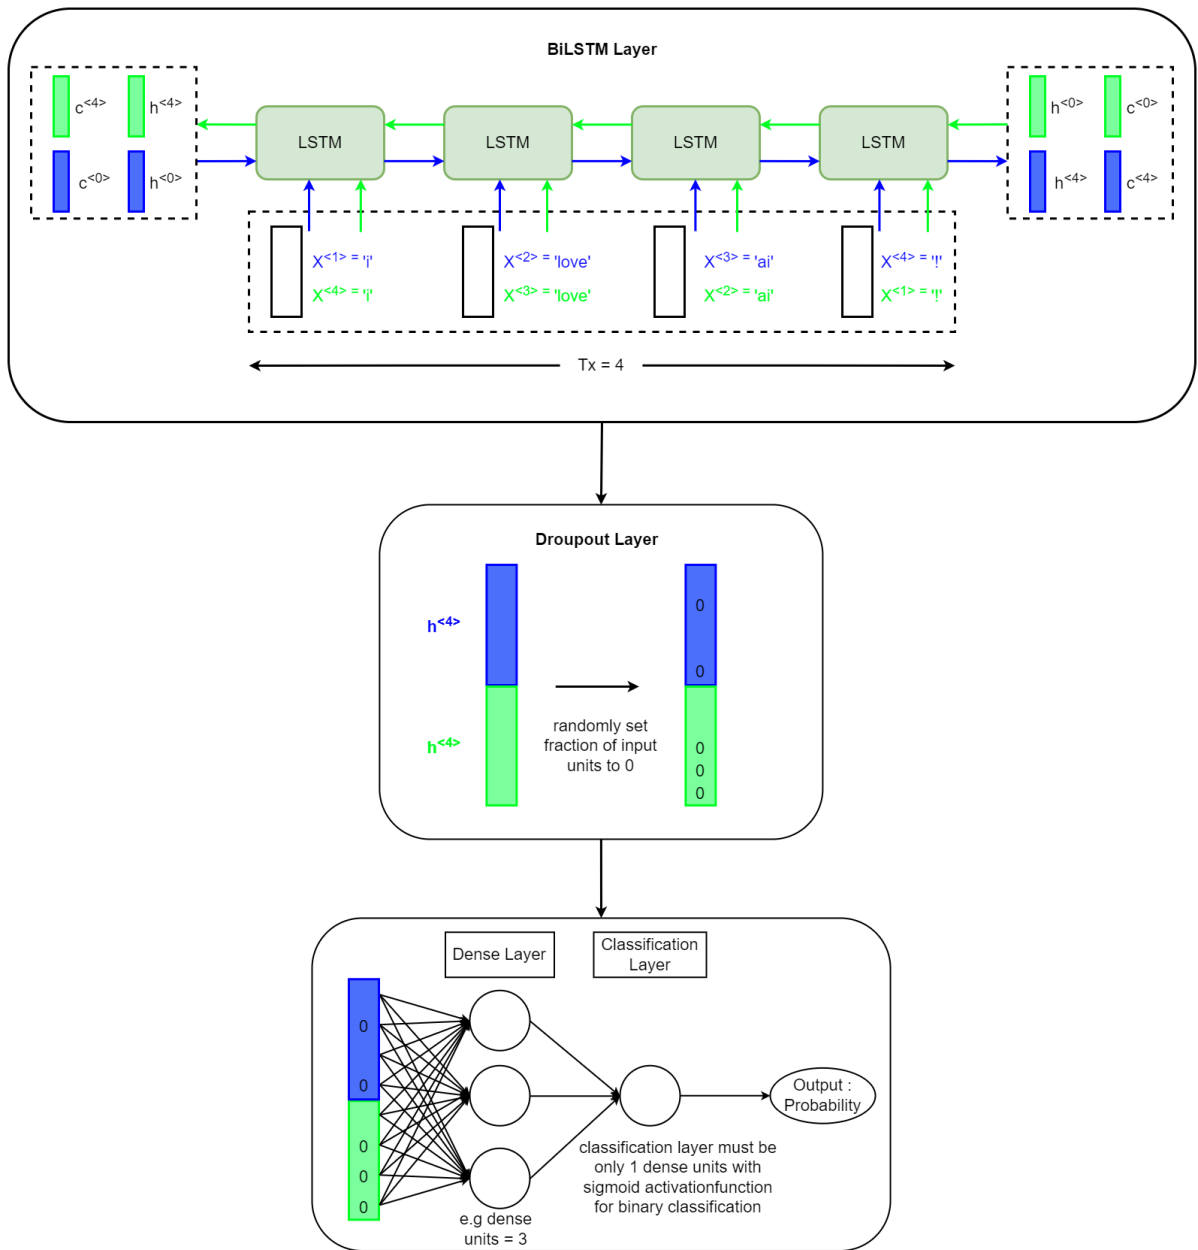 BiLSTM Layer
c<4> h<4>
c<0> h<0>
LSTM LSTM LSTM LSTM
h<0> c<0>
h<4> c<4>
X<1> = 'i' X<2> = 'love' X<3> = 'ai' X<4> = '!'
X<4> = 'i' X<3> = 'love' X<2> = 'ai' X<1> = '!'
Tx = 4
Droupout Layer
h<4>
h<4>
0
0
0
0
0
randomly set
fraction of input
units to 0
Dense Layer
Classification
Layer
0
0
0
0
0
Output :
Probability
classification layer must be
only 1 dense units with
sigmoid activationfunction
for binary classification
e.g dense
units = 3